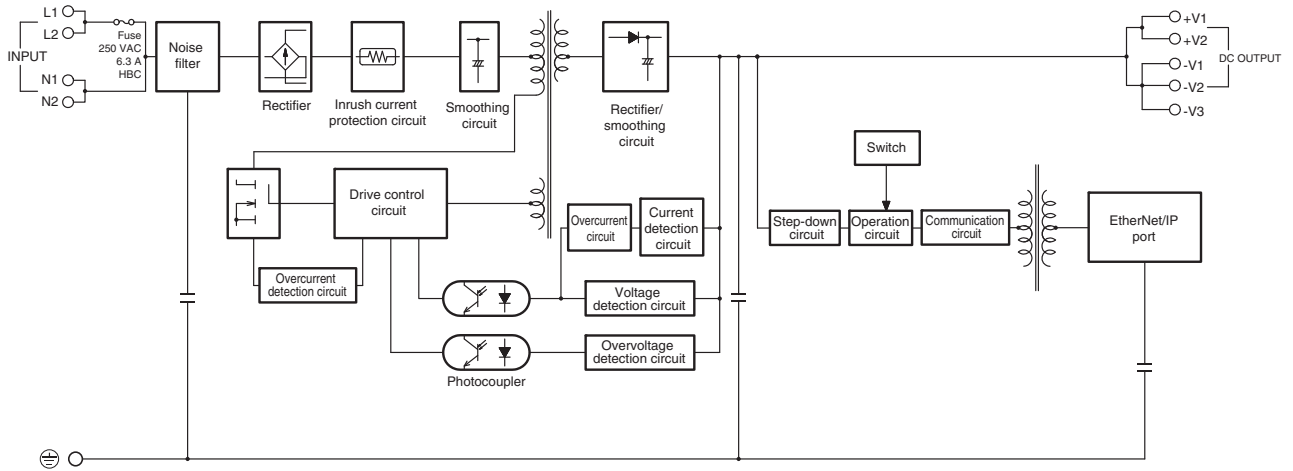 L1
L2
INPUT
N1
N2
Fuse
250 VAC
6.3 A
HBC
Noise
filter
Rectifier
Inrush current
protection circuit
Smoothing
circuit
Rectifier/
smoothing
circuit
+V1
+V2
-V1
-V2
-V3
DC OUTPUT
Switch
Drive control
circuit
Overcurrent
circuit
Current
detection
circuit
Step-down
circuit
Operation
circuit
Communication
circuit
EtherNet/IP
port
Overcurrent
detection circuit
Voltage
detection circuit
Overvoltage
detection circuit
Photocoupler